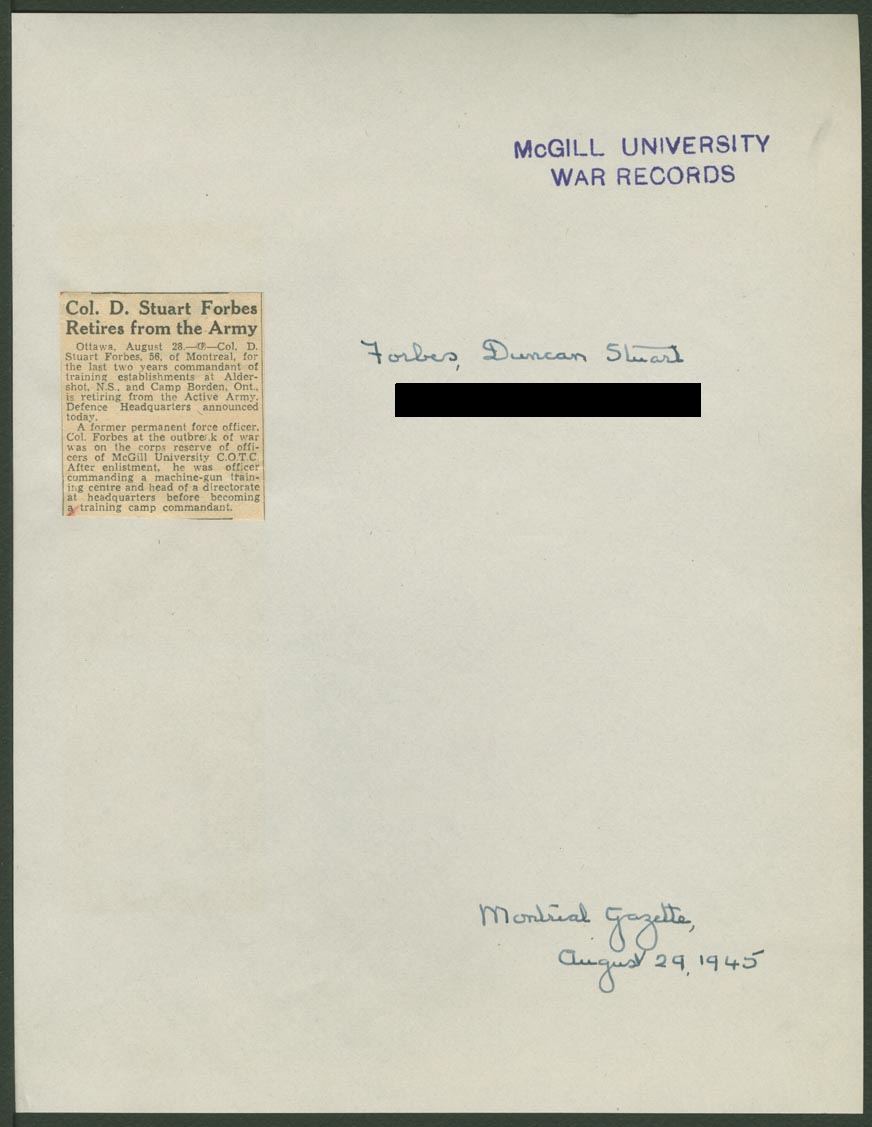 McGILL UNIVERSITY
WAR RECORDS
Col. D. Stuart Forbes
Retires from the Army
Ottawa, August 28.—(CP)—Col. D.
Stuart Forbes, 56, of Montreal, for
the last two years commandant of
training establishments at Alder-
shot, N.S., and Camp Borden, Ont.,
is retiring from the Active Army,
Defence Headquarters announced
today.
A former permanent force officer,
Col. Forbes at the outbreak of war
was on the corps reserve of offi-
cers of McGill University C.O.T.C.
After enlistment, he was officer
commanding a machine-gun train-
ing centre and head of a directorate
at headquarters before becoming
a training camp commandant.
Forbes, Duncan Stuart
Montreal Gazette,
August 29, 1945